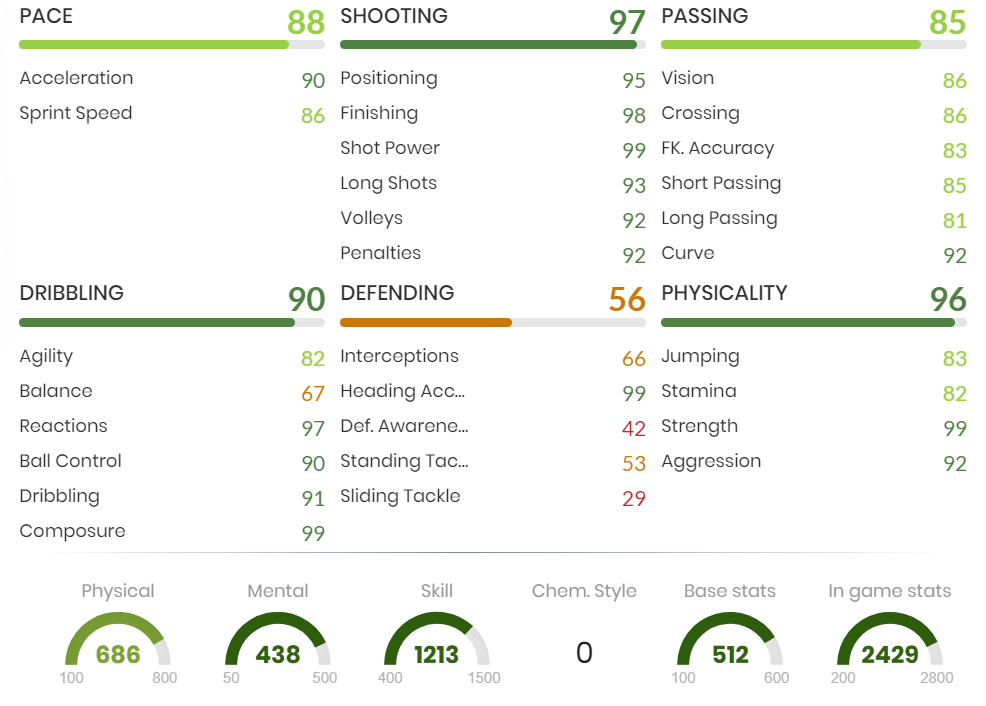 PACE 88
Acceleration 90
Sprint Speed 86
SHOOTING 97
Positioning 95
Finishing 98
Shot Power 99
Long Shots 93
Volleys 92
Penalties 92
PASSING 85
Vision 86
Crossing 86
FK. Accuracy 83
Short Passing 85
Long Passing 81
Curve 92
DRIBBLING 90
Agility 82
Balance 67
Reactions 97
Ball Control 90
Dribbling 91
Composure 99
DEFENDING 56
Interceptions 66
Heading Acc... 99
Def. Awarene... 42
Standing Tac... 53
Sliding Tackle 29
PHYSICALITY 96
Jumping 83
Stamina 82
Strength 99
Aggression 92
Physical
686
100 800
Mental
438
50 500
Skill
1213
400 1500
Chem. Style
0
Base stats
512
100 600
In game stats
2429
200 2800